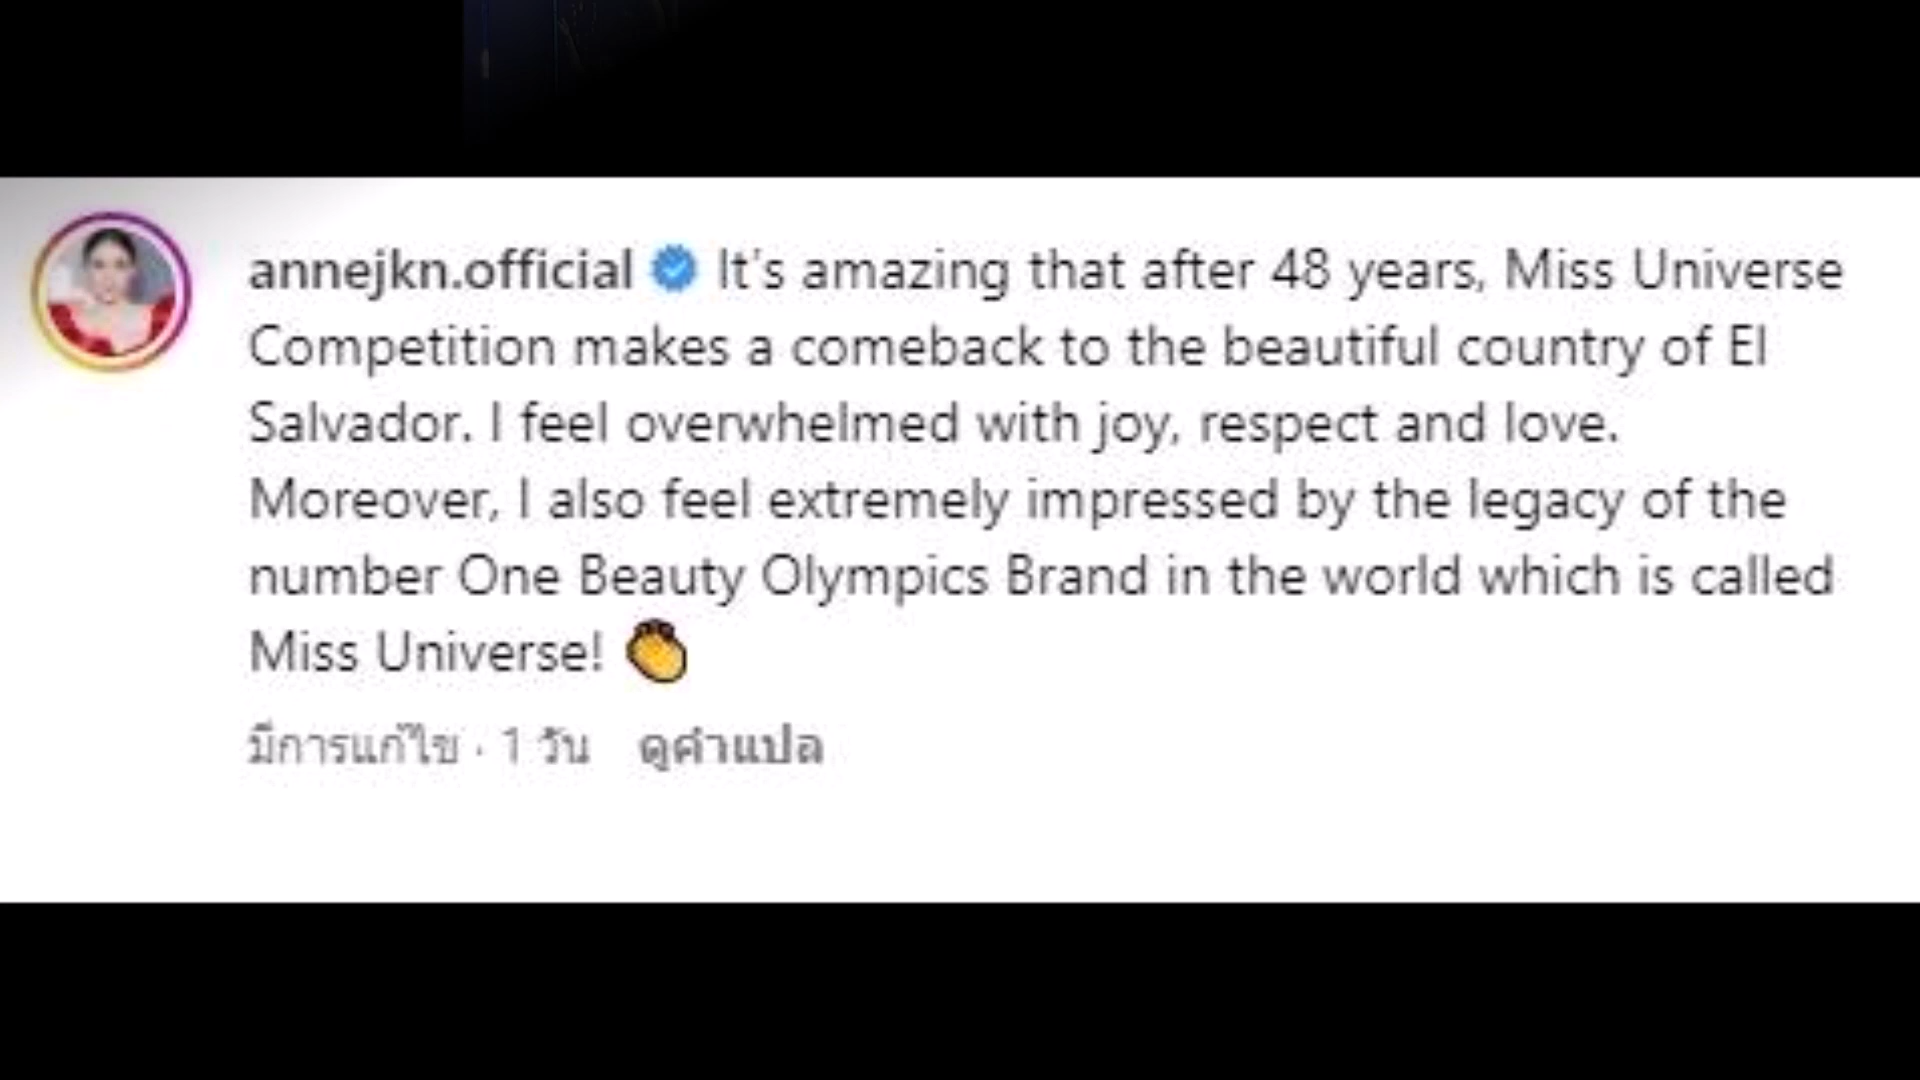 annejkn.official It's amazing that after 48 years, Miss Universe
Competition makes a comeback to the beautiful country of El
Salvador. I feel overwhelmed with joy, respect and love.
Moreover, I also feel extremely impressed by the legacy of the
number One Beauty Olympics Brand in the world which is called
Miss Universe! 👏
มีการแก้ไข · 1 วัน ดูคำแปล